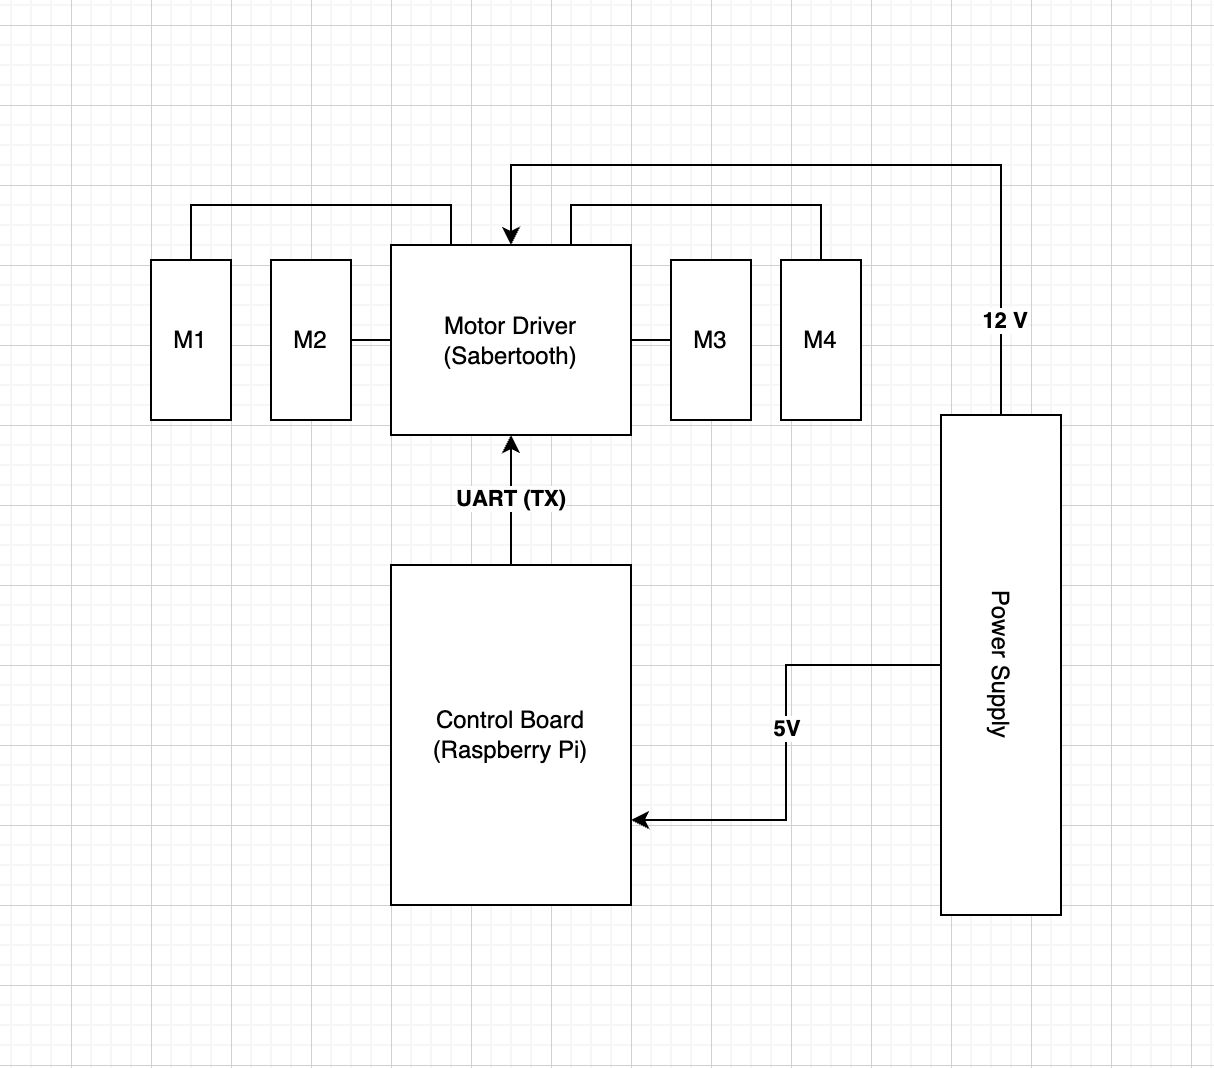 12 V
M1
M2
Motor Driver
(Sabertooth)
M3
M4
UART (TX)
Control Board
(Raspberry Pi)
5V
Power Supply